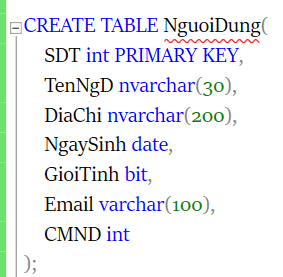 CREATE TABLE NguoiDung(
SDT int PRIMARY KEY,
TenNgD nvarchar(30),
DiaChi nvarchar(200),
NgaySinh date,
GioiTinh bit,
Email varchar(100),
CMND int
);